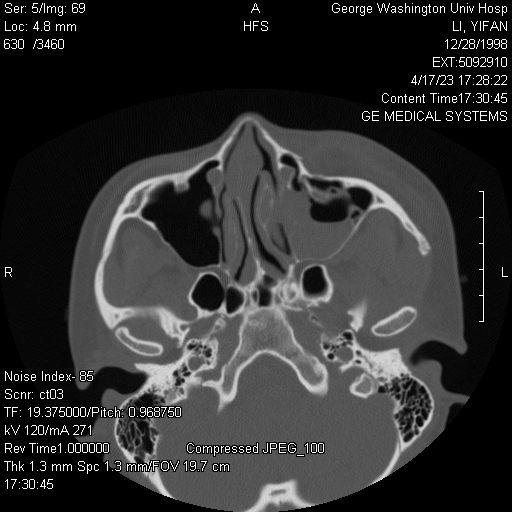 Ser: 5/Img: 69
Loc: 4.8 mm
630 /3460
A
HFS
George Washington Univ Hosp
LI, YIFAN
12/28/1998
EXT:5092910
4/17/23 17:28:22
Content Time17:30:45
GE MEDICAL SYSTEMS
R
L
Noise Index- 85
Scnr: ct03
TF: 19.375000/Pitch: 0.968750
kV 120/mA 271
Rev Time1.000000
Compressed JPEG_100
Thk 1.3 mm Spc 1.3 mm/FOV 19.7 cm
17:30:45